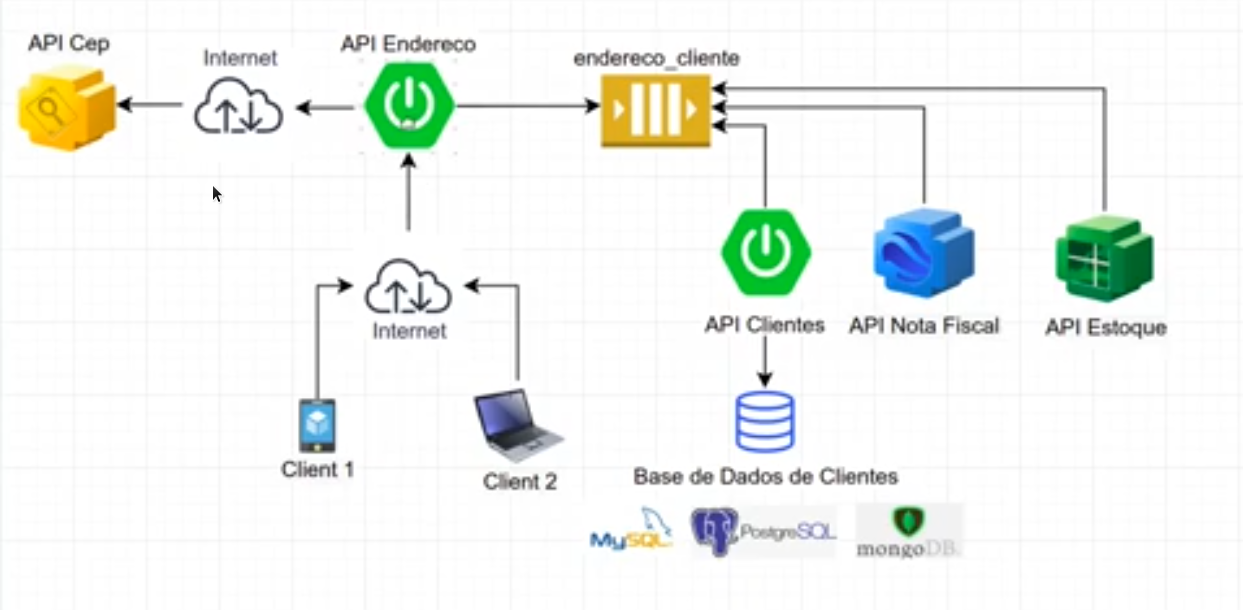 API Cep
Internet
API Endereco
endereco_cliente
Internet
API Clientes
API Nota Fiscal
API Estoque
Client 1
Client 2
Base de Dados de Clientes
MySQL
PostgreSQL
mongoDB